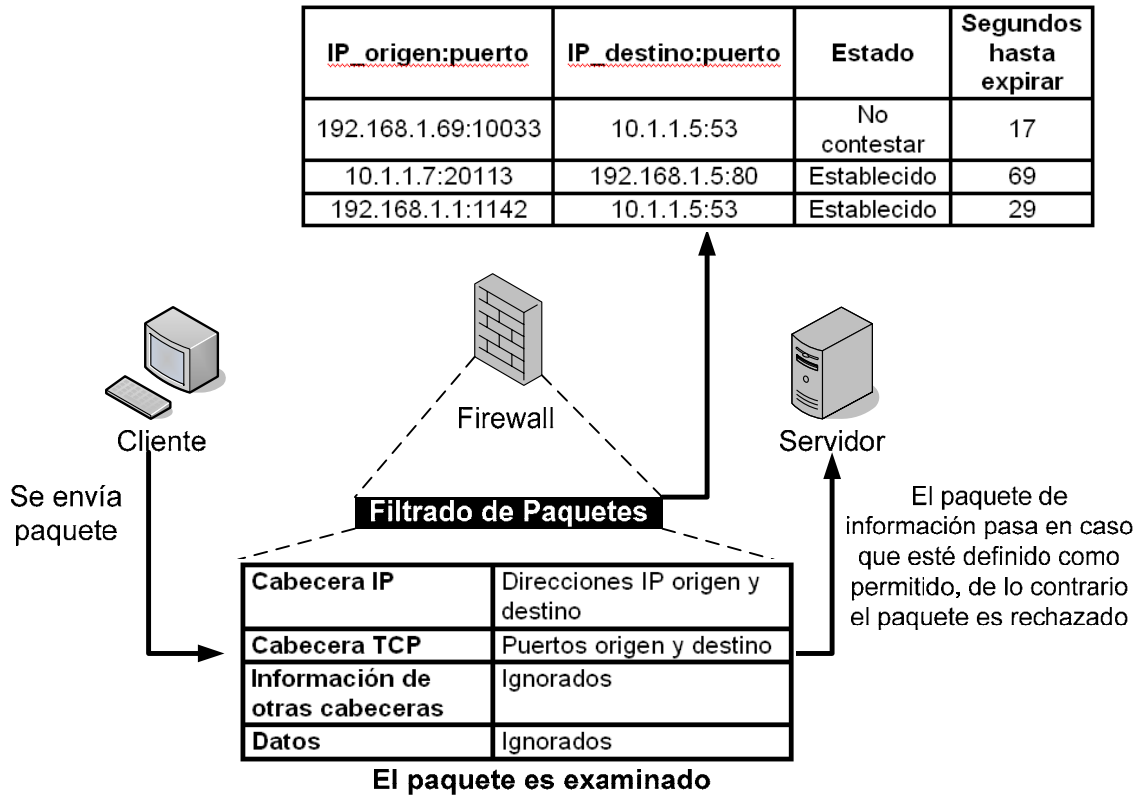 IP_origen:puerto IP_destino:puerto Estado Segundos
hasta
expirar
192.168.1.69:10033 10.1.1.5:53 No
contestar 17
10.1.1.7:20113 192.168.1.5:80 Establecido 69
192.168.1.1:1142 10.1.1.5:53 Establecido 29
Firewall
Cliente
Servidor
Se envía
paquete
Filtrado de Paquetes
El paquete de
información pasa en caso
que esté definido como
permitido, de lo contrario
el paquete es rechazado
Cabecera IP Direcciones IP origen y
destino
Cabecera TCP Puertos origen y destino
Información de Ignorados
otras cabeceras
Datos Ignorados
El paquete es examinado